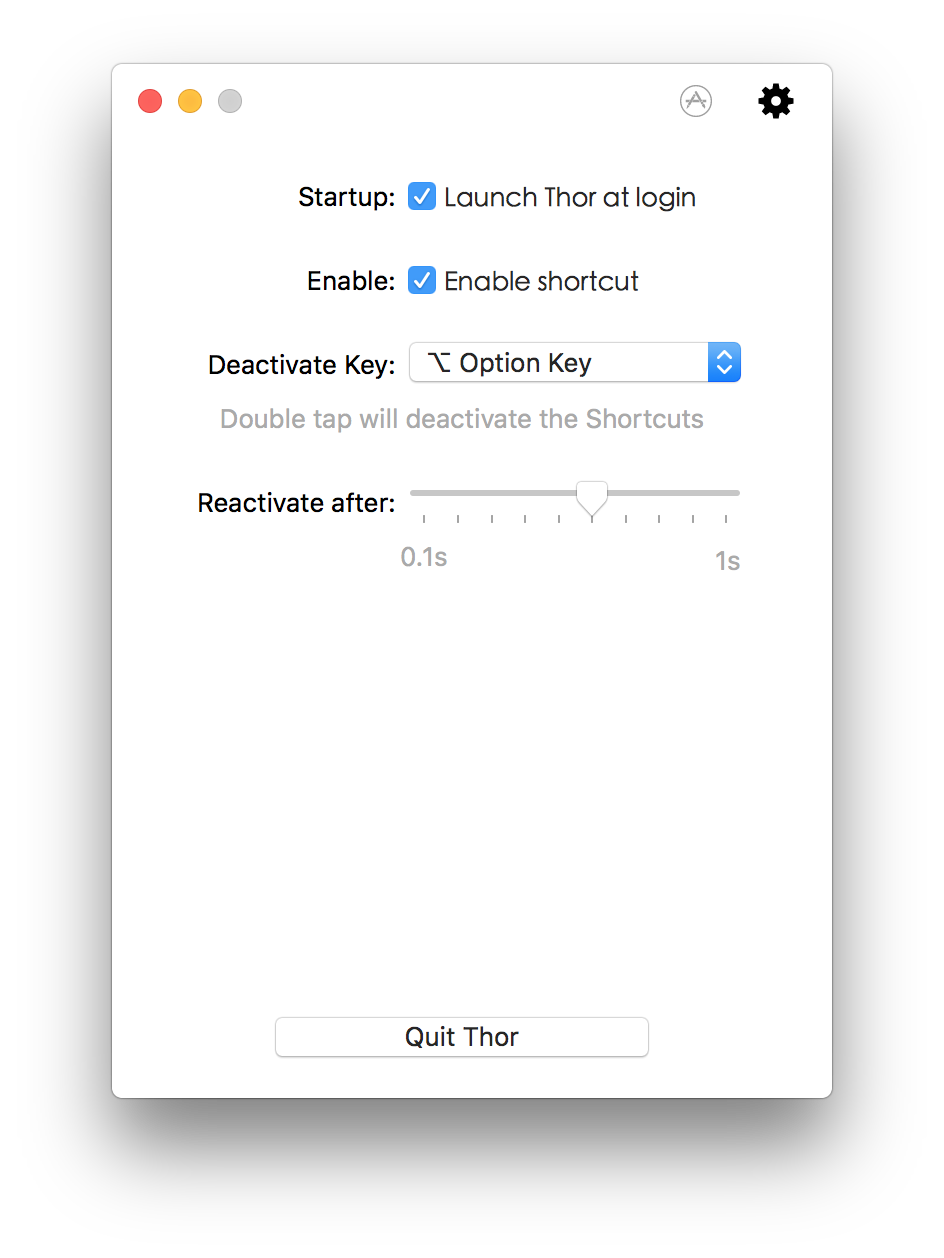 Startup: Launch Thor at login
Enable: Enable shortcut
Deactivate Key: ⌥ Option Key
Double tap will deactivate the Shortcuts
Reactivate after:
0.1s 1s
Quit Thor